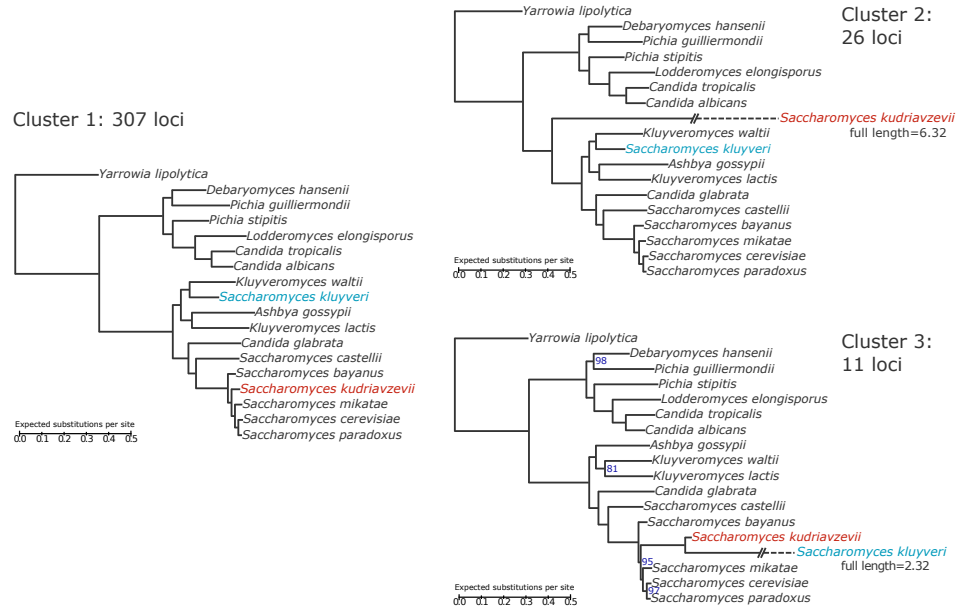 Cluster 1: 307 loci
Yarrowia lipolytica
Debaryomyces hansenii
Pichia guilliermondii
Pichia stipitis
Lodderomyces elongisporus
Candida tropicalis
Candida albicans
Kluyveromyces waltii
Saccharomyces kluyveri
Ashbya gossypii
Kluyveromyces lactis
Candida glabrata
Saccharomyces castellii
Saccharomyces bayanus
Saccharomyces kudriavzevii
Saccharomyces mikatae
Saccharomyces cerevisiae
Saccharomyces paradoxus
Expected substitutions per site
0.0 0.1 0.2 0.3 0.4 0.5
Cluster 2:
26 loci
Yarrowia lipolytica
Debaryomyces hansenii
Pichia guilliermondii
Pichia stipitis
Lodderomyces elongisporus
Candida tropicalis
Candida albicans
Saccharomyces kudriavzevii
full length=6.32
Kluyveromyces waltii
Saccharomyces kluyveri
Ashbya gossypii
Kluyveromyces lactis
Candida glabrata
Saccharomyces castellii
Saccharomyces bayanus
Saccharomyces mikatae
Saccharomyces cerevisiae
Saccharomyces paradoxus
Expected substitutions per site
0.0 0.1 0.2 0.3 0.4 0.5
Cluster 3:
11 loci
Yarrowia lipolytica
Debaryomyces hansenii
98
Pichia guilliermondii
Pichia stipitis
Lodderomyces elongisporus
Candida tropicalis
Candida albicans
Ashbya gossypii
Kluyveromyces waltii
81
Kluyveromyces lactis
Candida glabrata
Saccharomyces castellii
Saccharomyces bayanus
Saccharomyces kudriavzevii
Saccharomyces kluyveri
full length=2.32
95
Saccharomyces mikatae
Saccharomyces cerevisiae
92
Saccharomyces paradoxus
Expected substitutions per site
0.0 0.1 0.2 0.3 0.4 0.5